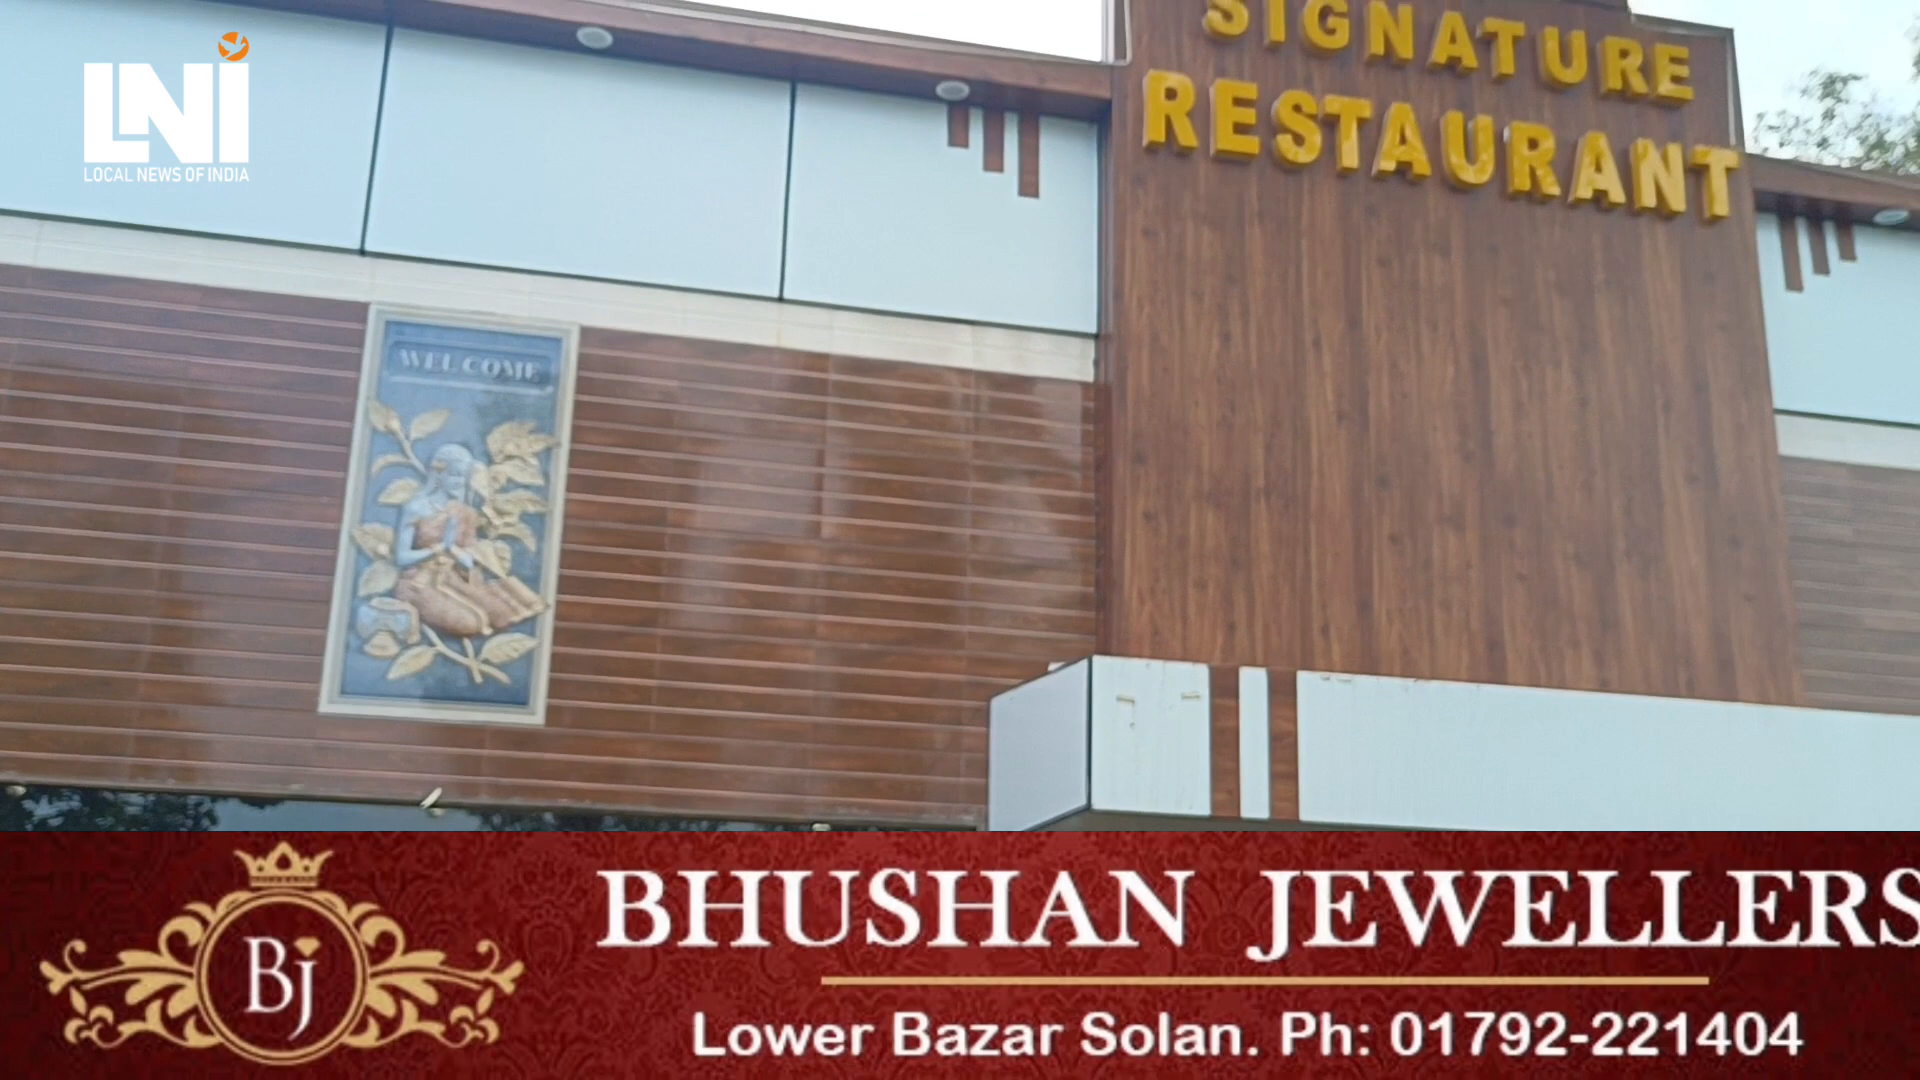 LNI
LOCAL NEWS OF INDIA
SIGNATURE
RESTAURANT
WELCOME
BJ
BHUSHAN JEWELLERS
Lower Bazar Solan. Ph: 01792-221404